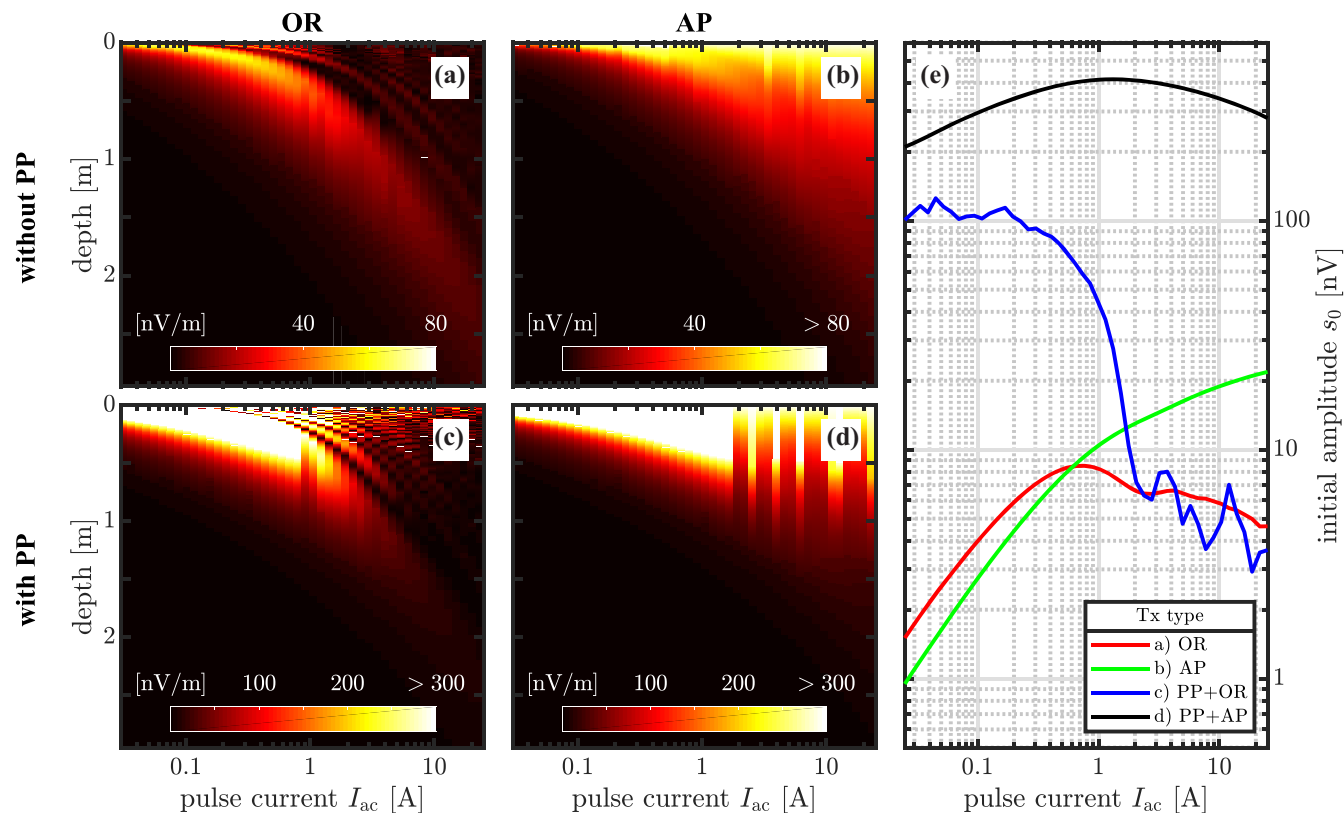 OR
AP
without PP
with PP
depth [m]
0
1
2
(a)
[nV/m]
40
80
(b)
[nV/m]
40
> 80
depth [m]
0
1
2
(c)
[nV/m]
100
200
> 300
0.1
1
10
pulse current I_ac [A]
(d)
[nV/m]
100
200
> 300
0.1
1
10
pulse current I_ac [A]
(e)
100
10
1
initial amplitude s_0 [nV]
Tx type
a) OR
b) AP
c) PP+OR
d) PP+AP
0.1
1
10
pulse current I_ac [A]